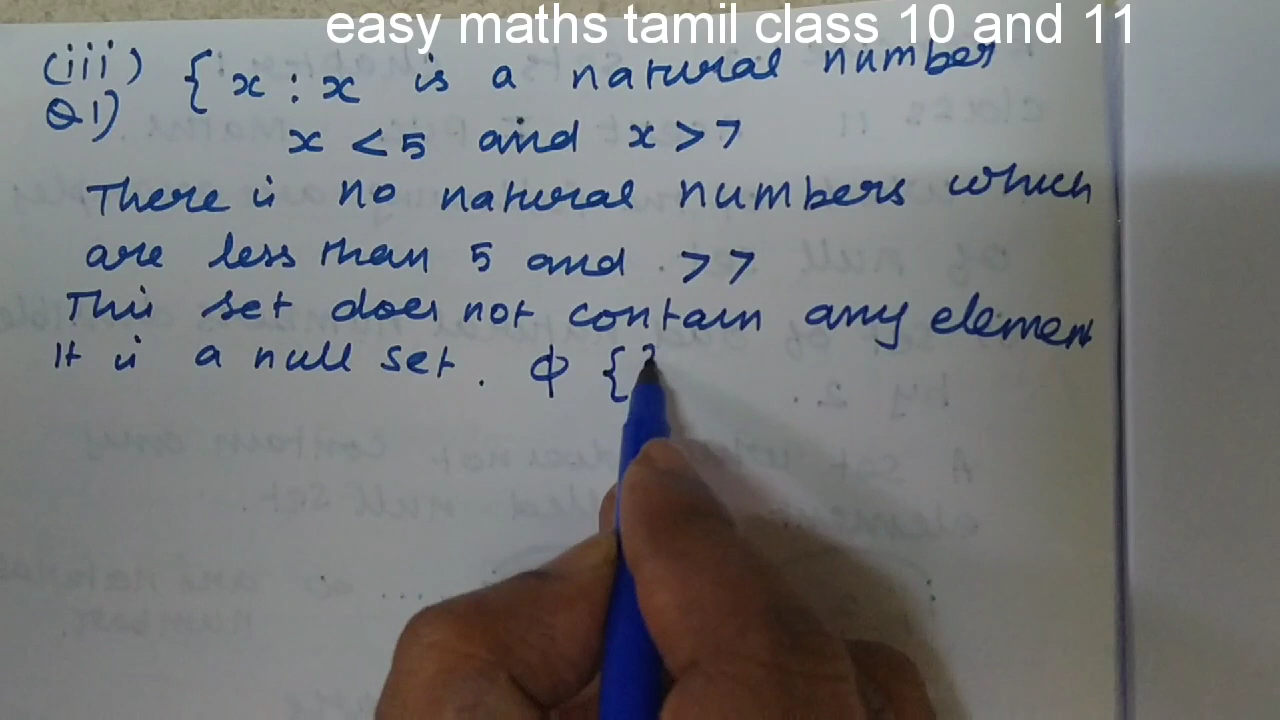 easy maths tamil class 10 and 11
(iii) { x : x is a natural number
Q1)
x < 5 and x > 7
There is no natural numbers which
are less than 5 and > 7
This set does not contain any element
It is a null set. ϕ {